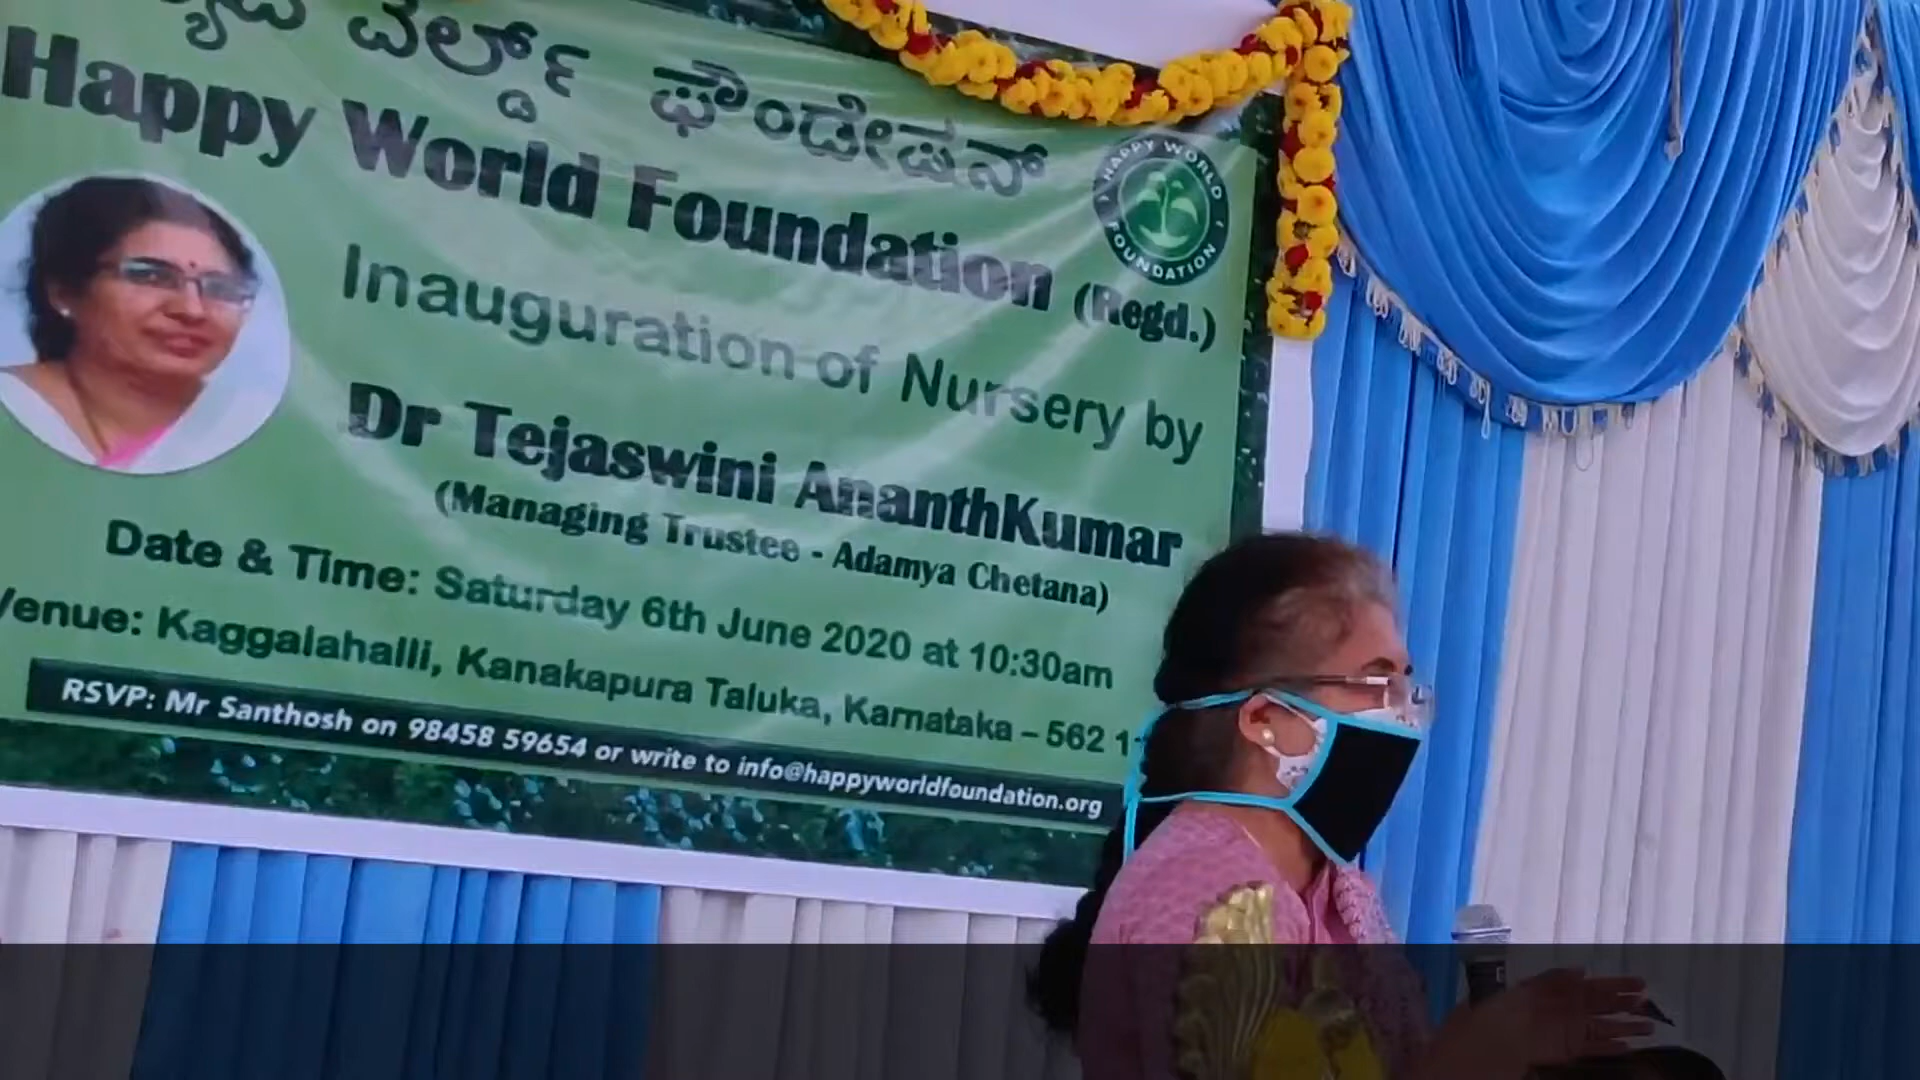 ವರ್ಲ್ಡ್ ಫೌಂಡೇಷನ್
Happy World Foundation (Regd.)
HAPPY WORLD
FOUNDATION
Inauguration of Nursery by
Dr Tejaswini AnanthKumar
(Managing Trustee - Adamya Chetana)
Date & Time: Saturday 6th June 2020 at 10:30am
Venue: Kaggalahalli, Kanakapura Taluka, Karnataka – 562
RSVP: Mr Santhosh on 98458 59654 or write to info@happyworldfoundation.org